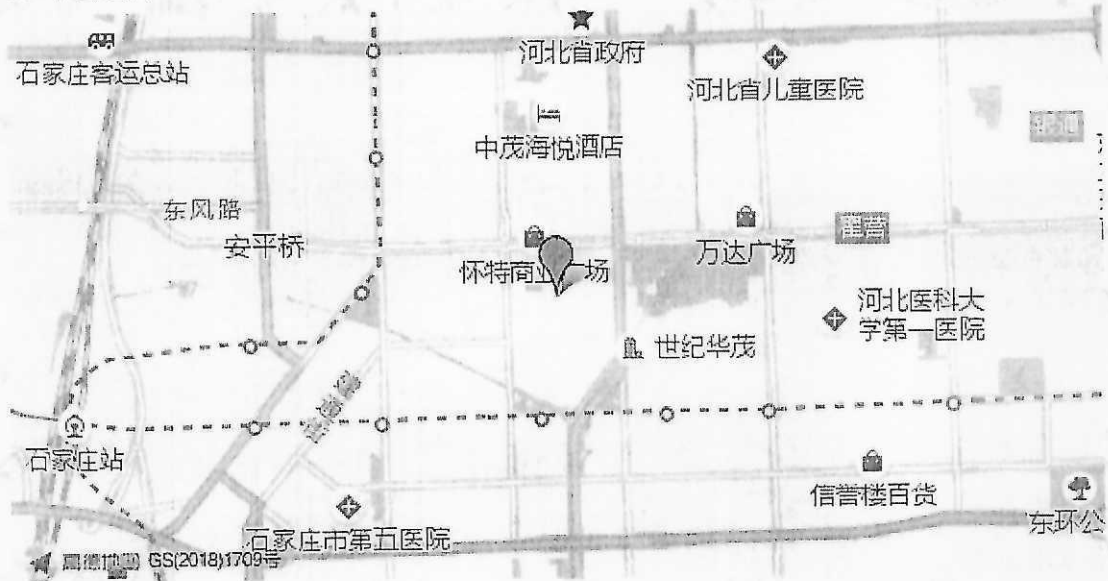 河北省政府
石家庄客运总站
河北省儿童医院
中茂海悦酒店
东风路
安平桥
万达广场
怀特商业广场
河北医科大
学第一医院
世纪华茂
石家庄站
信誉楼百货
石家庄市第五医院
东环公
高德地图 GS(2018)1709号